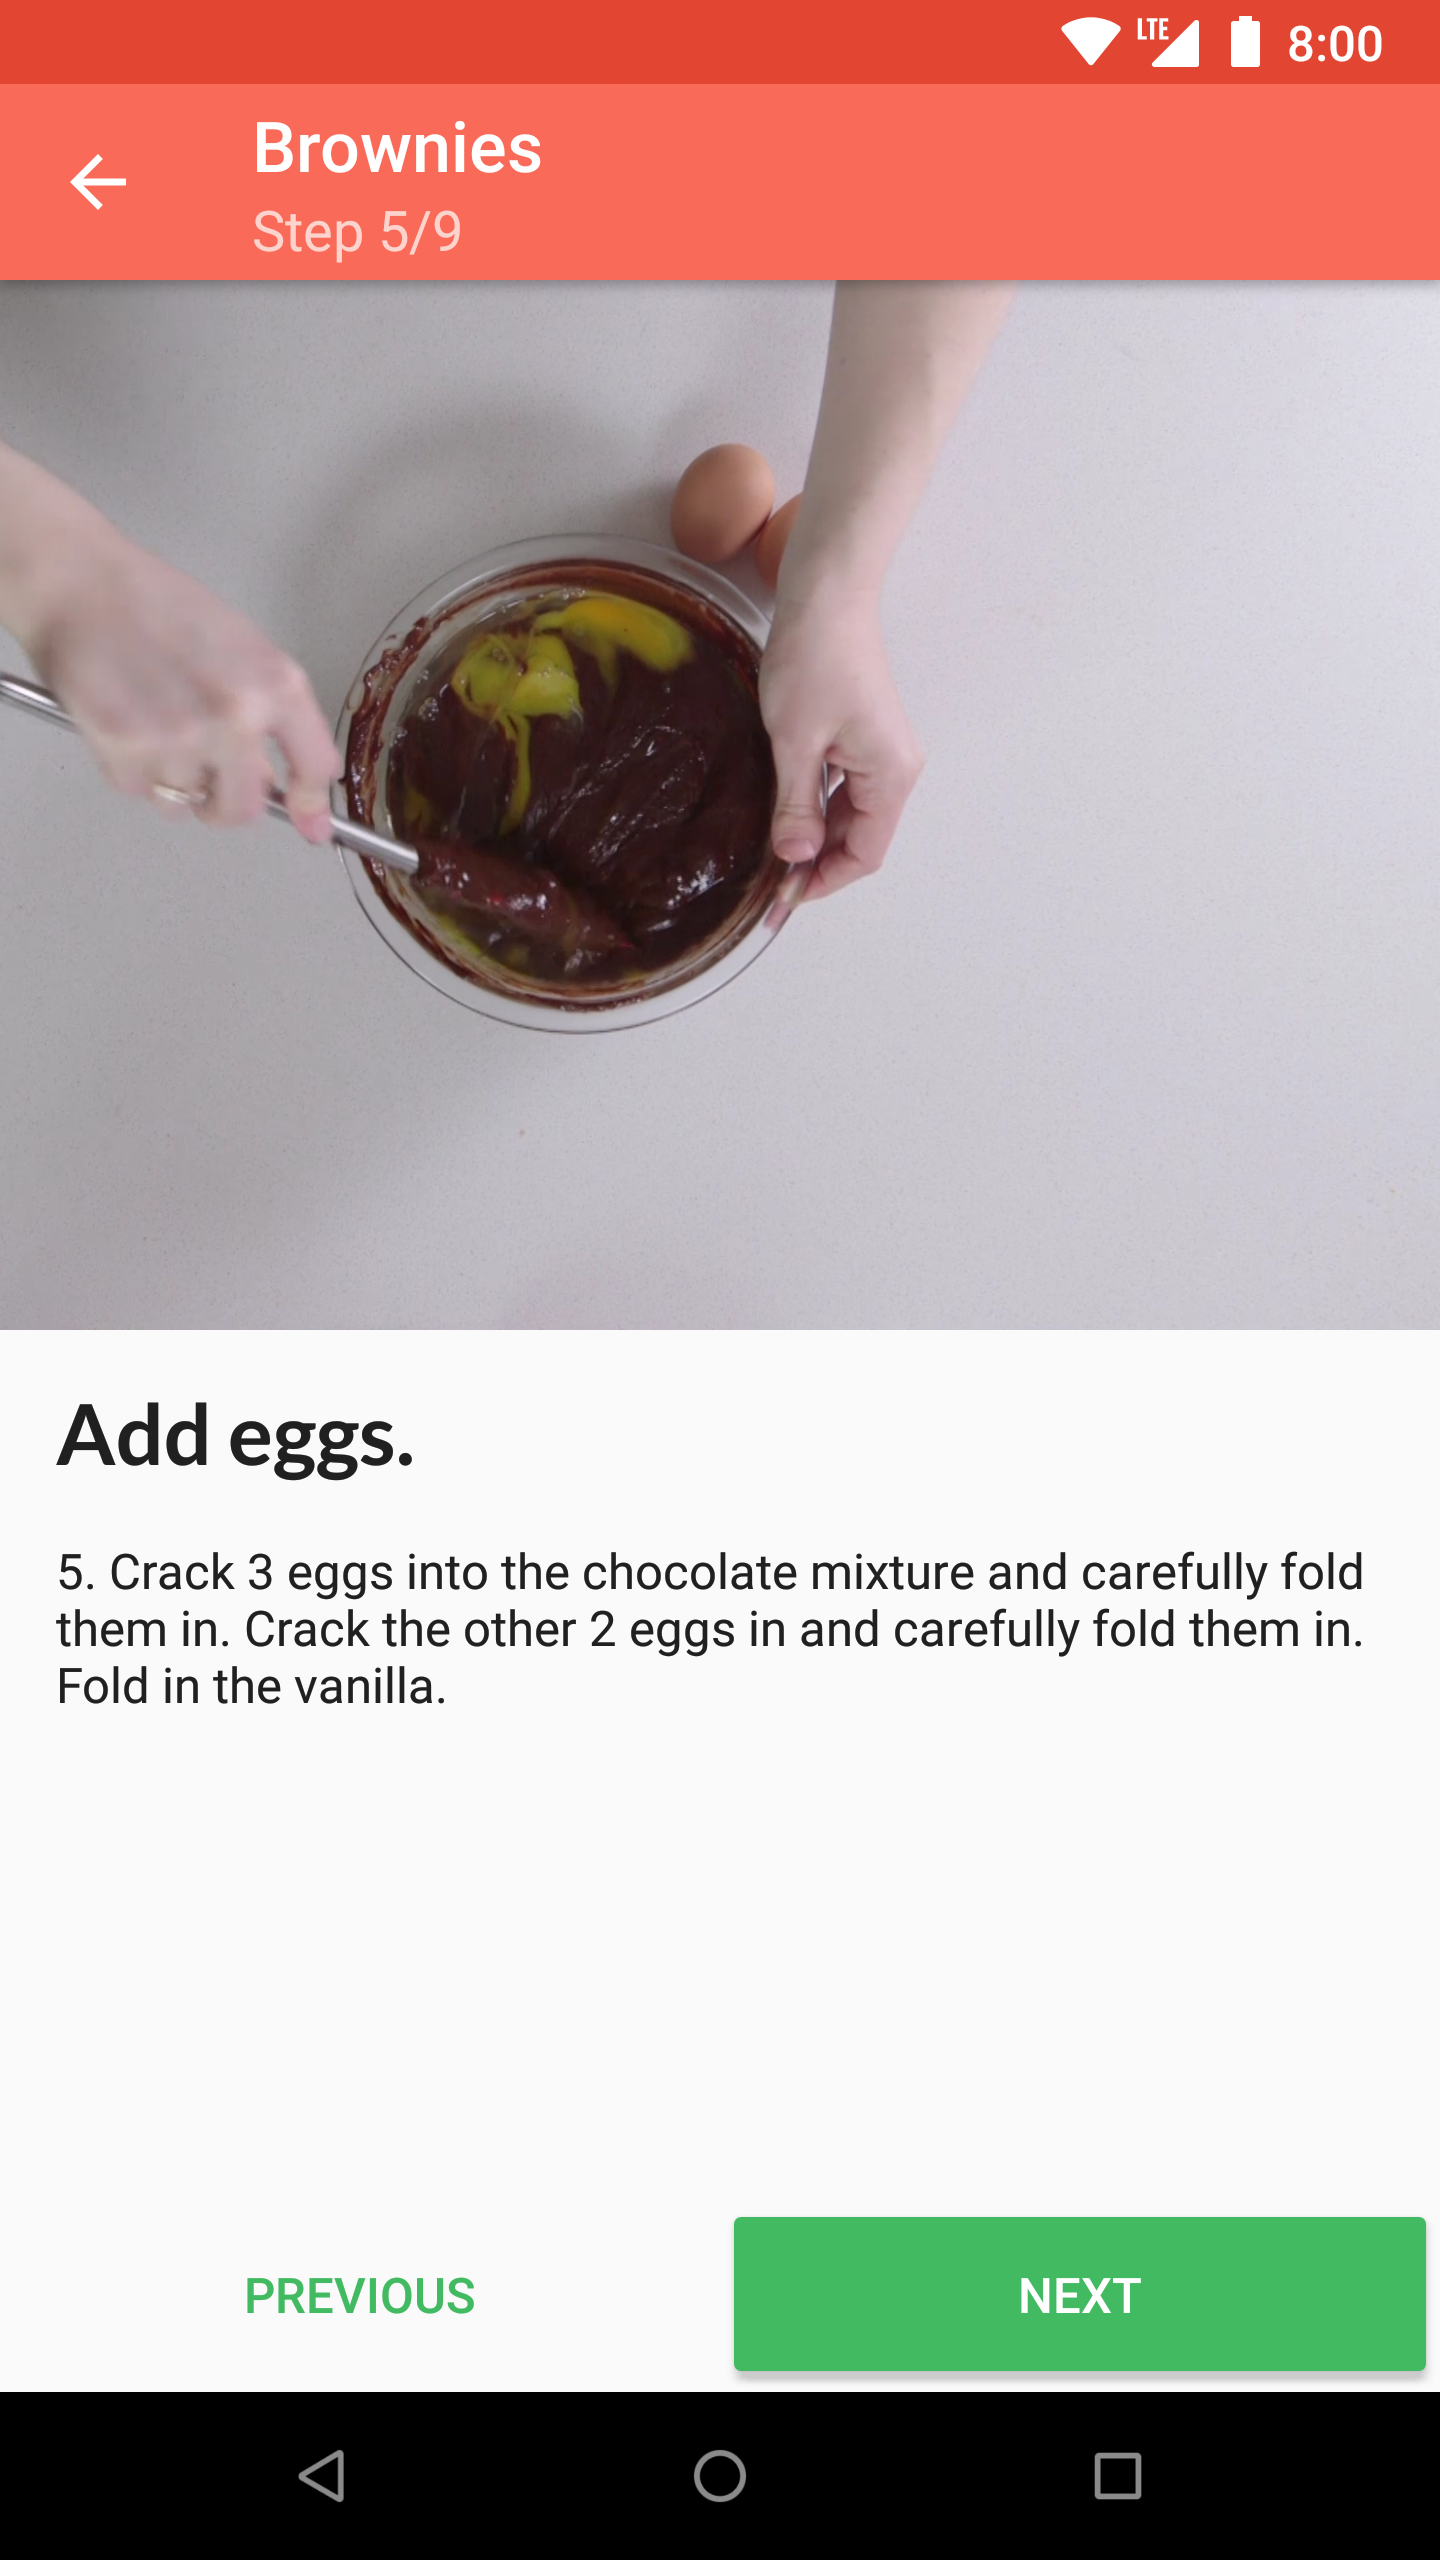 LTE 8:00
Brownies
Step 5/9
Add eggs.
5. Crack 3 eggs into the chocolate mixture and carefully fold
them in. Crack the other 2 eggs in and carefully fold them in.
Fold in the vanilla.
PREVIOUS NEXT